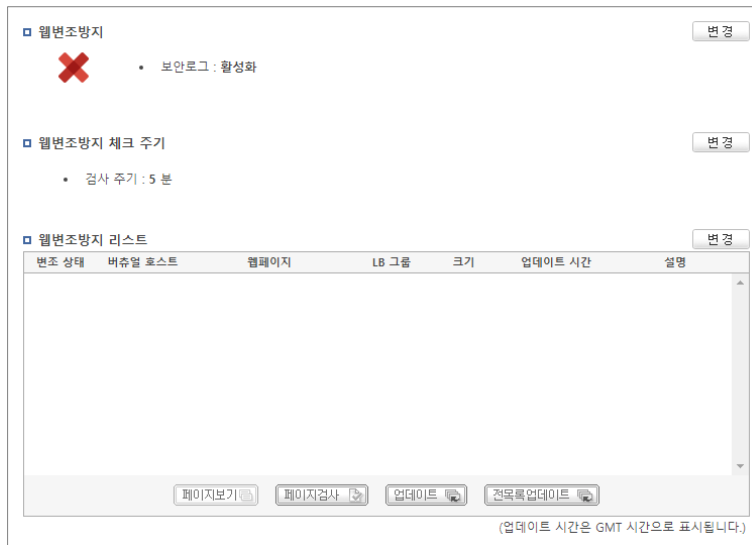 웹변조방지
변경
보안로그 : 활성화
웹변조방지 체크 주기
변경
검사 주기 : 5 분
웹변조방지 리스트
변경
변조 상태 버츄얼 호스트 웹페이지 LB 그룹 크기 업데이트 시간 설명
페이지보기 페이지검사 업데이트 전목록업데이트
(업데이트 시간은 GMT 시간으로 표시됩니다.)